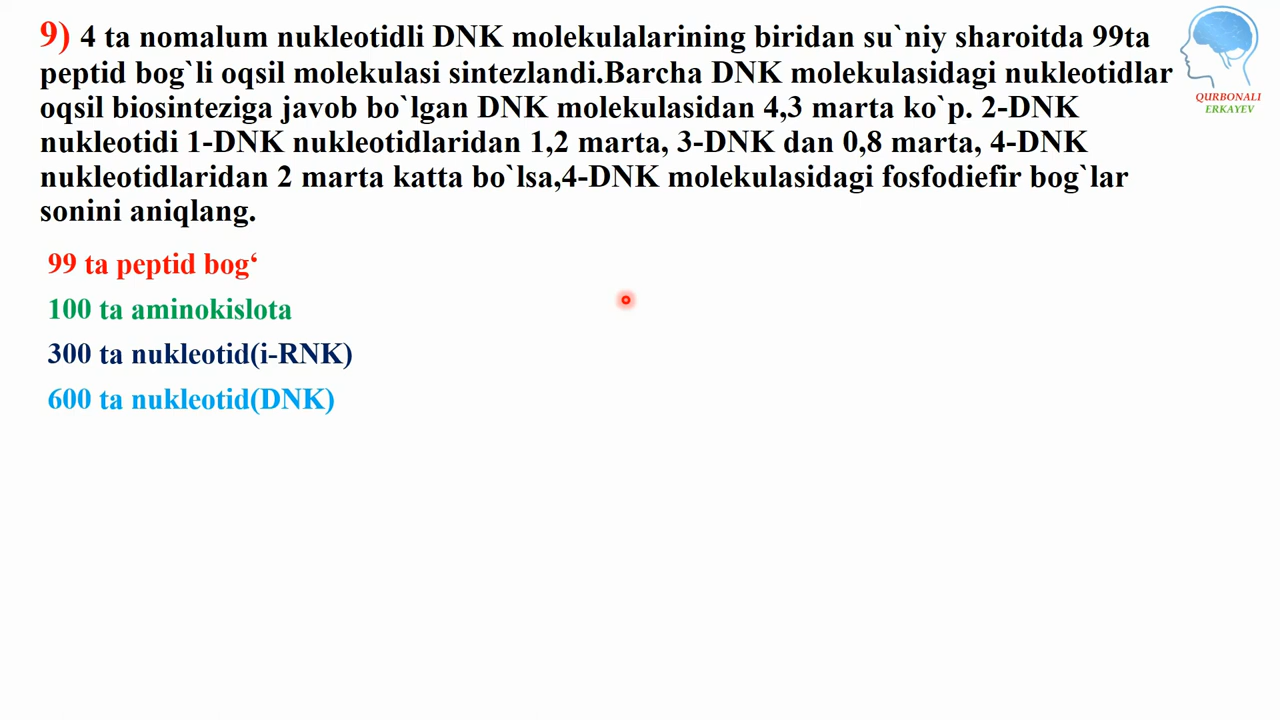 9) 4 ta nomalum nukleotidli DNK molekulalarining biridan su`niy sharoitda 99ta
peptid bog`li oqsil molekulasi sintezlandi.Barcha DNK molekulasidagi nukleotidlar
oqsil biosinteziga javob bo`lgan DNK molekulasidan 4,3 marta ko`p. 2-DNK
nukleotidi 1-DNK nukleotidlaridan 1,2 marta, 3-DNK dan 0,8 marta, 4-DNK
nukleotidlaridan 2 marta katta bo`lsa,4-DNK molekulasidagi fosfodiefir bog`lar
sonini aniqlang.
QURBONALI
ERKAYEV
99 ta peptid bog‘
100 ta aminokislota
300 ta nukleotid(i-RNK)
600 ta nukleotid(DNK)